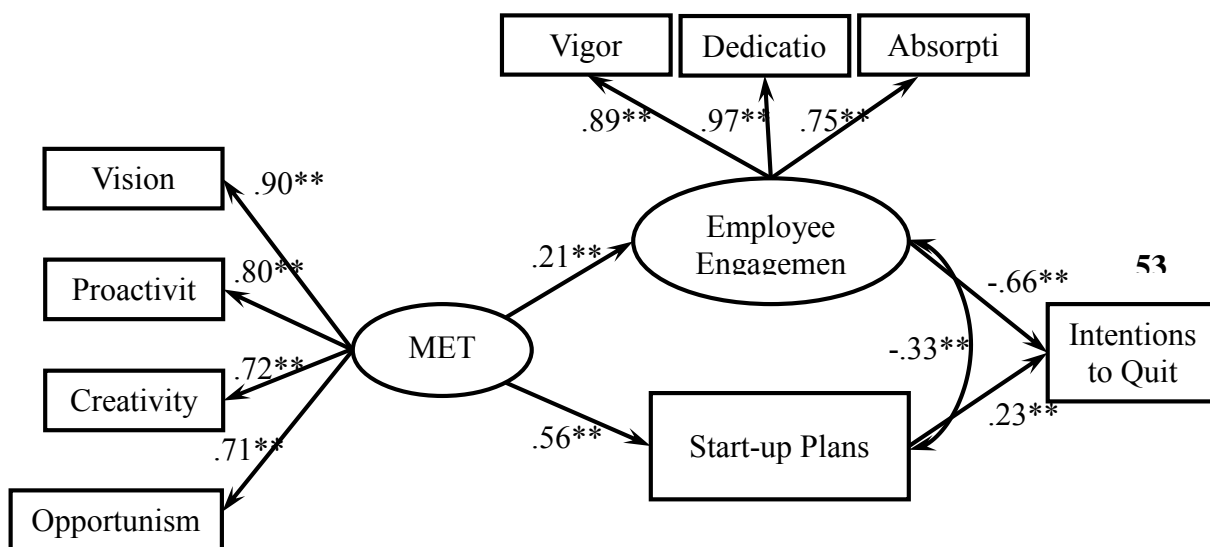 Vigor
Dedicatio
Absorpti
.89**
.97**
.75**
Vision
.90**
Employee
Engagemen
.21**
53
-.66**
Proactivit
.80**
MET
-.33**
Intentions
to Quit
Creativity
.72**
.56**
Start-up Plans
.23**
.71**
Opportunism